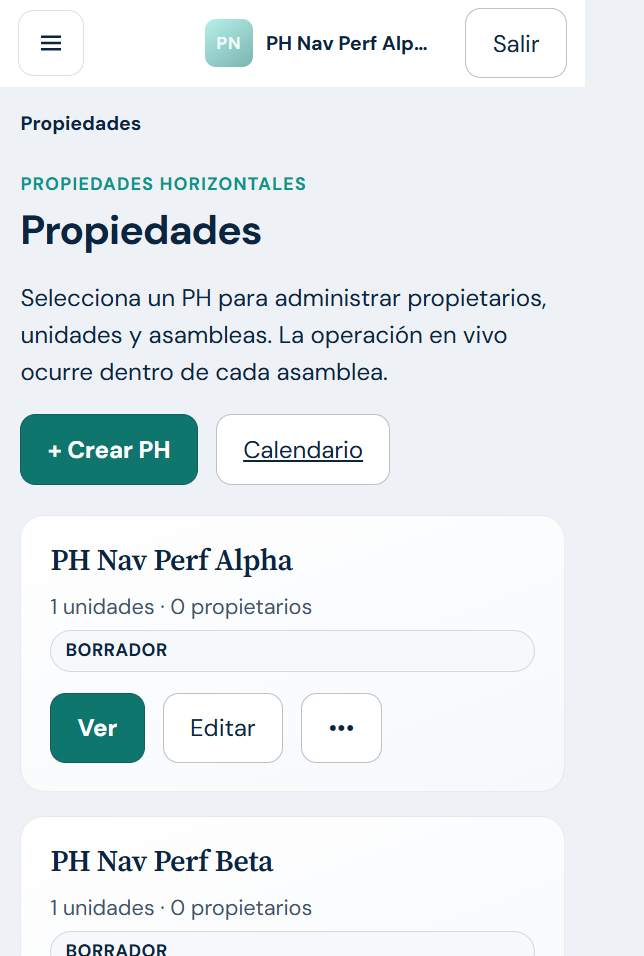 PN PH Nav Perf Alp... Salir
Propiedades
PROPIEDADES HORIZONTALES
Propiedades
Selecciona un PH para administrar propietarios,
unidades y asambleas. La operación en vivo
ocurre dentro de cada asamblea.
+ Crear PH Calendario
PH Nav Perf Alpha
1 unidades · 0 propietarios
BORRADOR
Ver Editar •••
PH Nav Perf Beta
1 unidades · 0 propietarios
BORRADOR